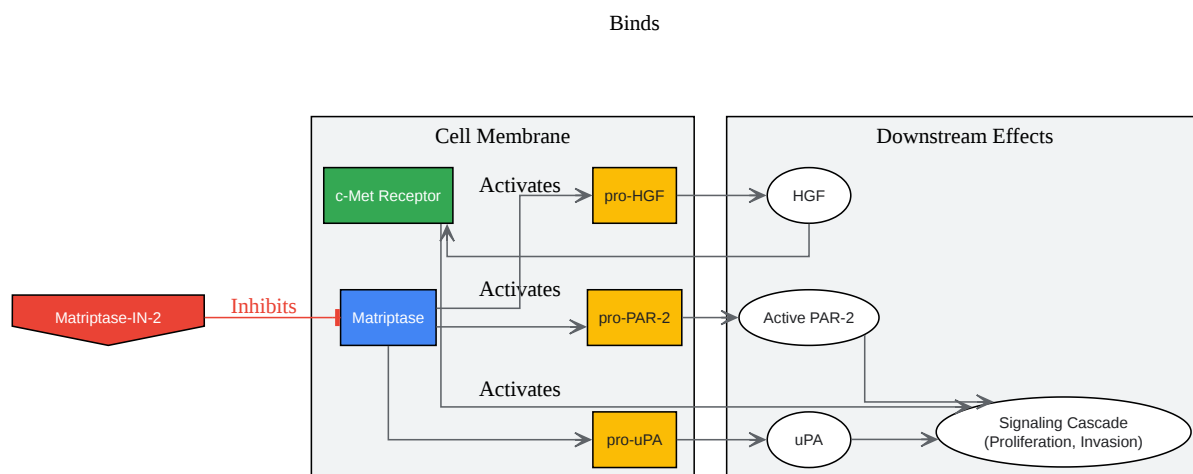 Binds
Cell Membrane
Downstream Effects
c-Met Receptor
Activates
pro-HGF
HGF
Matriptase-IN-2
Inhibits
Matriptase
Activates
pro-PAR-2
Active PAR-2
Activates
pro-uPA
uPA
Signaling Cascade
(Proliferation, Invasion)